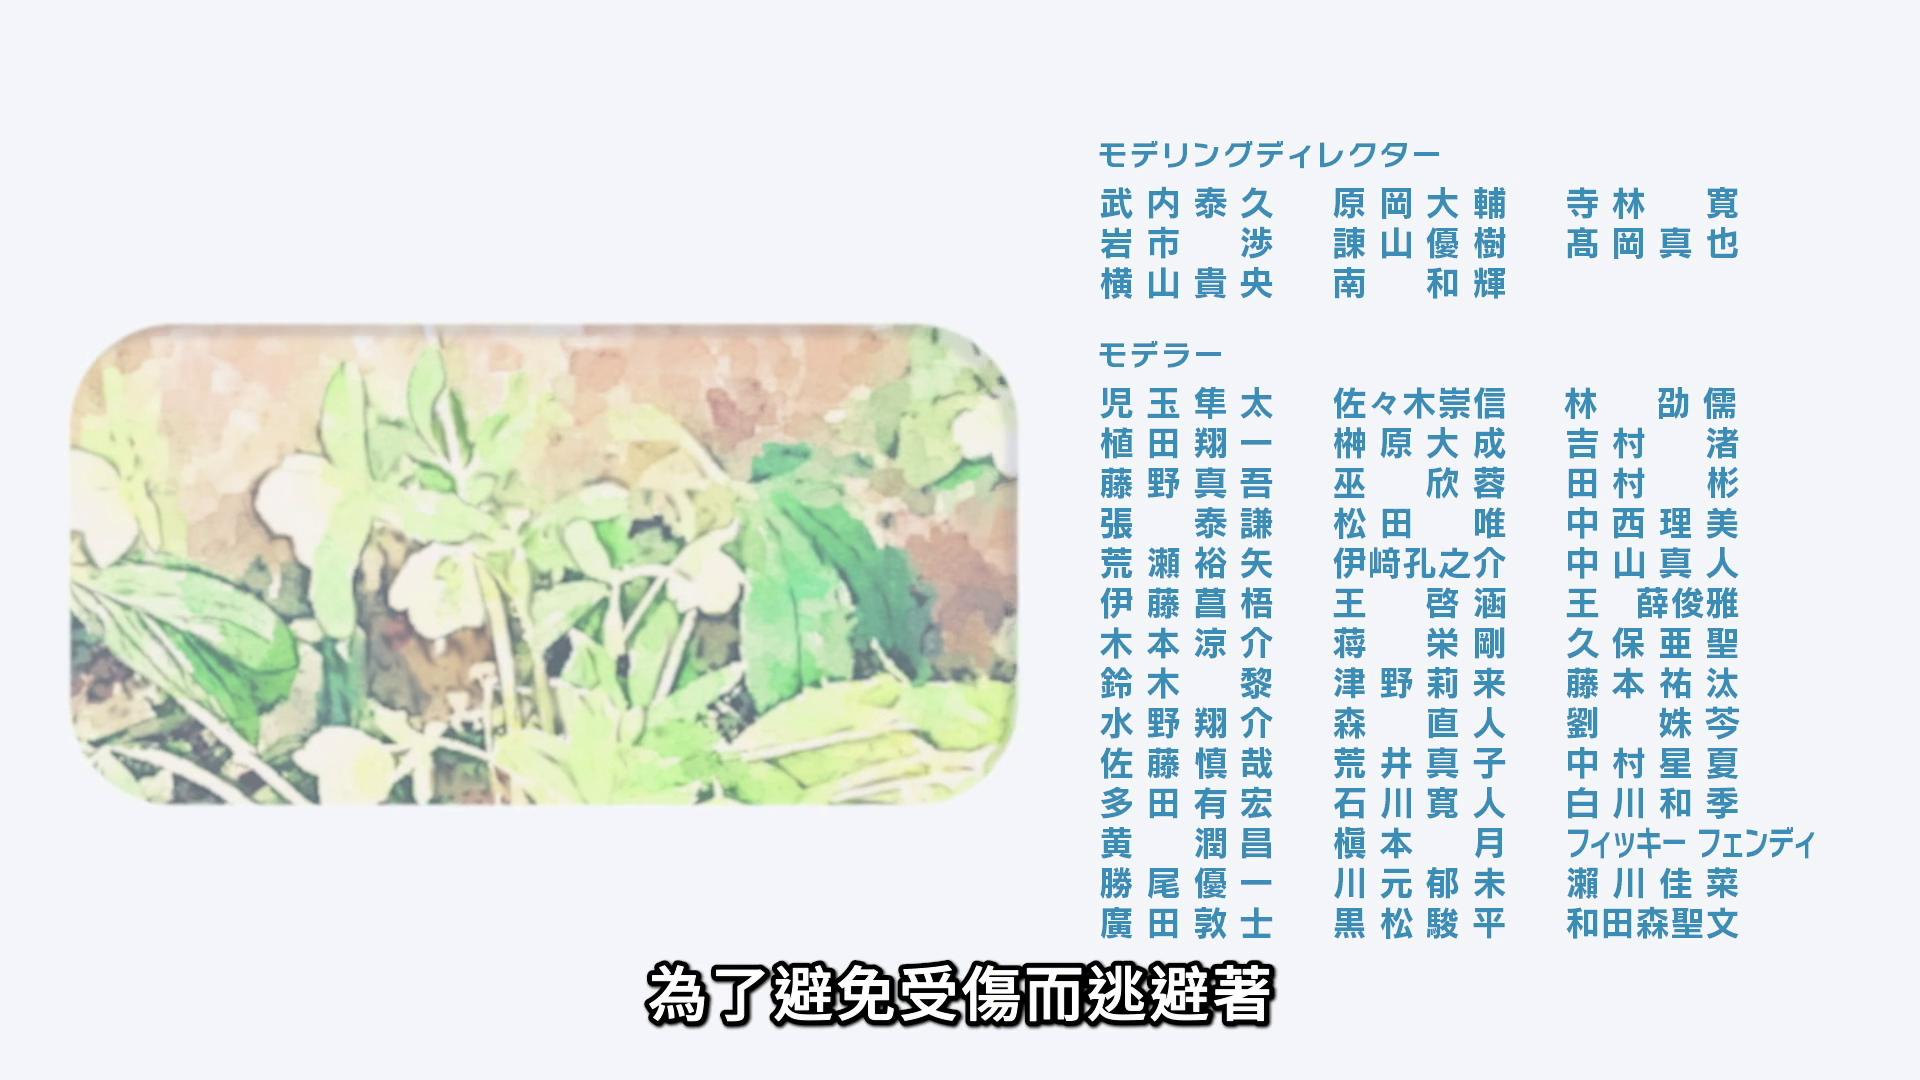 モデリングディレクター
武内泰久 原岡大輔 寺林 寛
岩市 渉 諌山優樹 髙岡真也
横山貴央 南 和輝
モデラー
児玉隼太 佐々木崇信 林 劭儒
植田翔一 榊原大成 吉村 渚
藤野真吾 巫 欣蓉 田村 彬
張 泰謙 松田 唯 中西理美
荒瀬裕矢 伊﨑孔之介 中山真人
伊藤菖悟 王 啓涵 王 薛俊雅
木本涼介 蒋 栄剛 久保亜聖
鈴木 黎 津野莉来 藤本祐汰
水野翔介 森 直人 劉 姝芩
佐藤慎哉 荒井真子 中村星夏
多田有宏 石川寛人 白川和季
黄 潤昌 槇本 月 フィッキー フェンディ
勝尾優一 川元郁未 瀨川佳菜
廣田敦士 黒松駿平 和田森聖文
為了避免受傷而逃避著